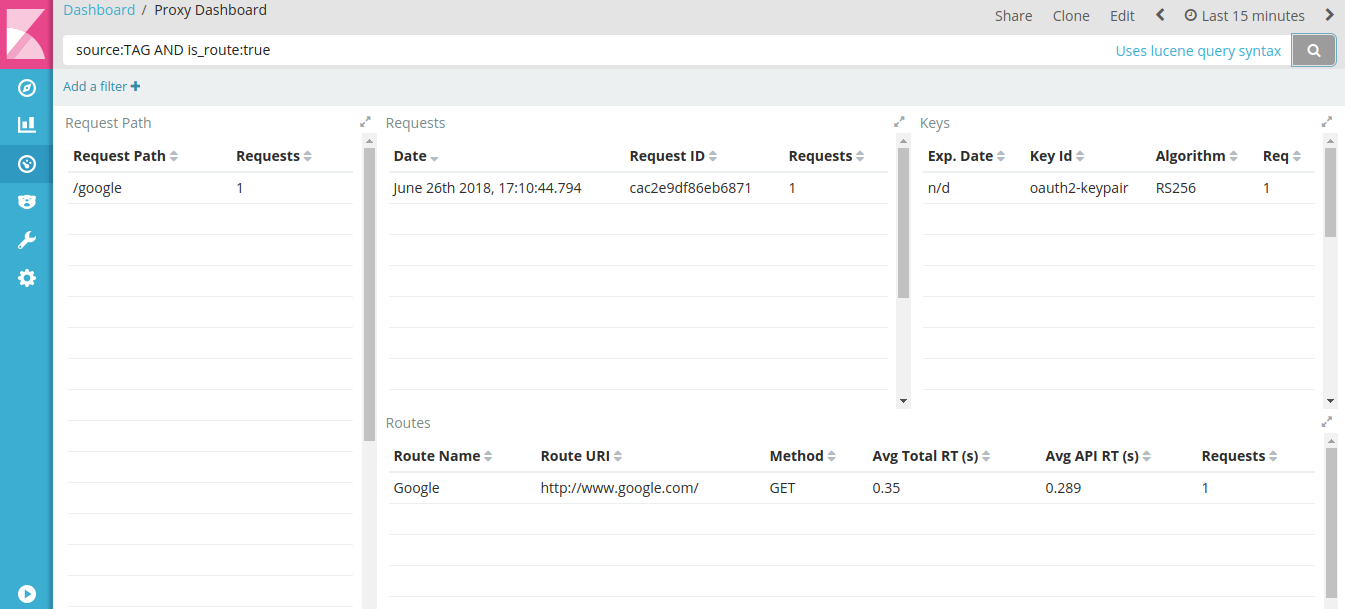 Dashboard / Proxy Dashboard
Share Clone Edit Last 15 minutes
source:TAG AND is_route:true
Uses lucene query syntax
Add a filter
Request Path
Request Path Requests
/google 1
Requests
Date Request ID Requests
June 26th 2018, 17:10:44.794 cac2e9df86eb6871 1
Keys
Exp. Date Key Id Algorithm Req
n/d oauth2-keypair RS256 1
Routes
Route Name Route URI Method Avg Total RT (s) Avg API RT (s) Requests
Google http://www.google.com/ GET 0.35 0.289 1